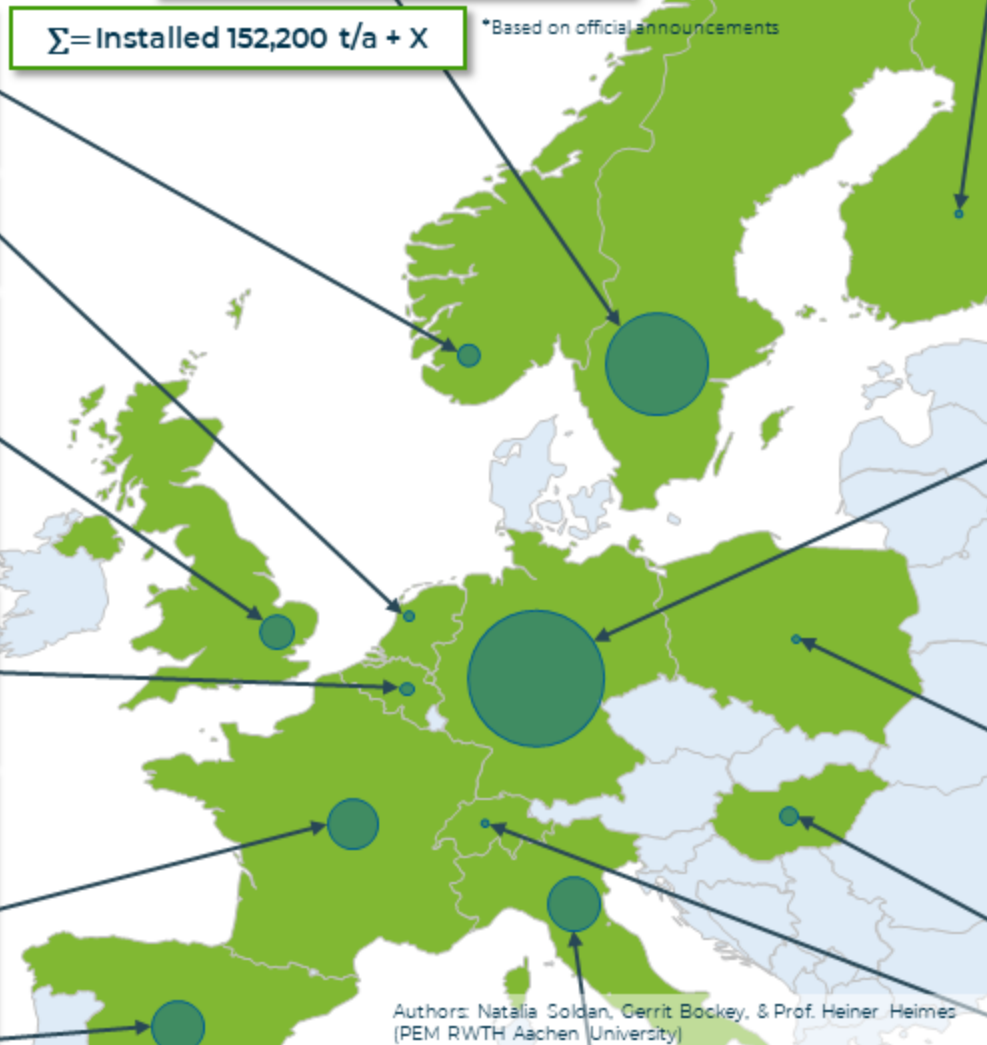 ∑=Installed 152,200 t/a + X
*Based on official announcements
Authors: Natalia Soldan, Gerrit Bockey, & Prof. Heiner Heimes
(PEM RWTH Aachen University)